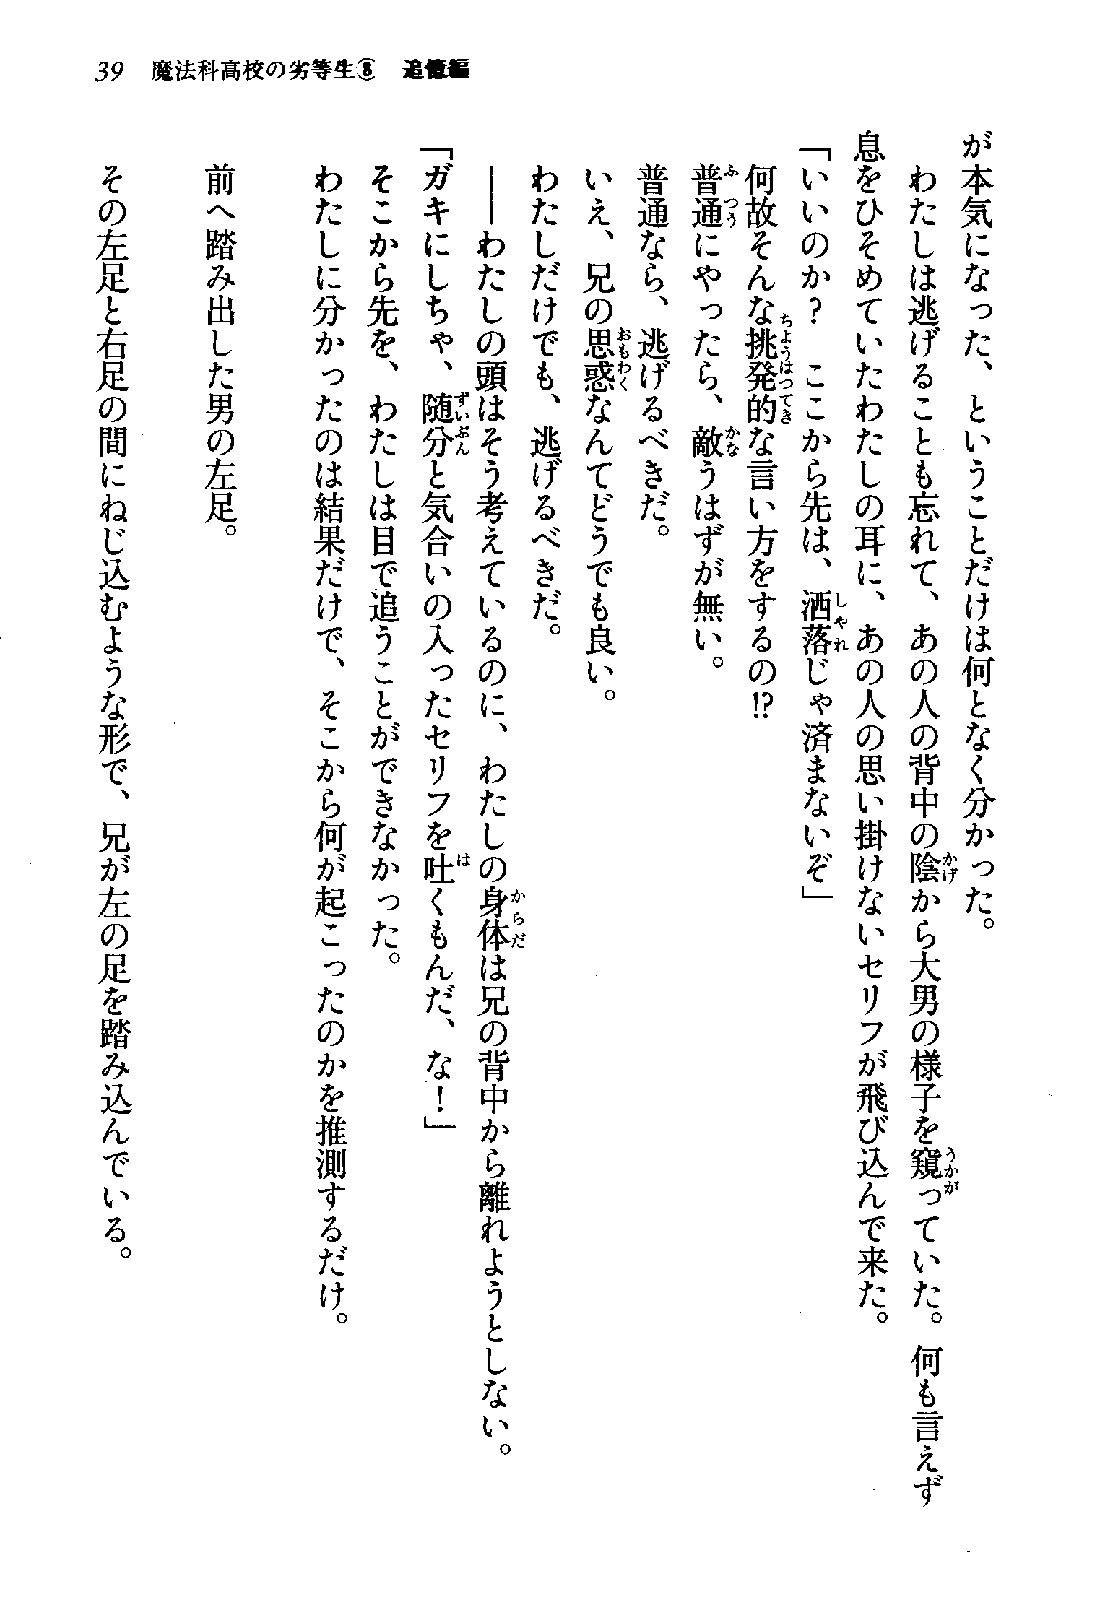 39 魔法科高校の劣等生⑧ 追憶編
が本気になった、ということだけは何となく分かった。
わたしは逃げることも忘れて、あの人の背中の陰から大男の様子を窺っていた。何も言えず
息をひそめていたわたしの耳に、あの人の思い掛けないセリフが飛び込んで来た。
「いいのか? ここから先は、洒落じゃ済まないぞ」
何故そんな挑発的な言い方をするの!?
普通にやったら、敵うはずが無い。
普通なら、逃げるべきだ。
いえ、兄の思惑なんてどうでも良い。
わたしだけでも、逃げるべきだ。
――わたしの頭はそう考えているのに、わたしの身体は兄の背中から離れようとしない。
「ガキにしちゃ、随分と気合いの入ったセリフを吐くもんだ、な!」
そこから先を、わたしは目で追うことができなかった。
わたしに分かったのは結果だけで、そこから何が起こったのかを推測するだけ。
前へ踏み出した男の左足。
その左足と右足の間にねじ込むような形で、兄が左の足を踏み込んでいる。